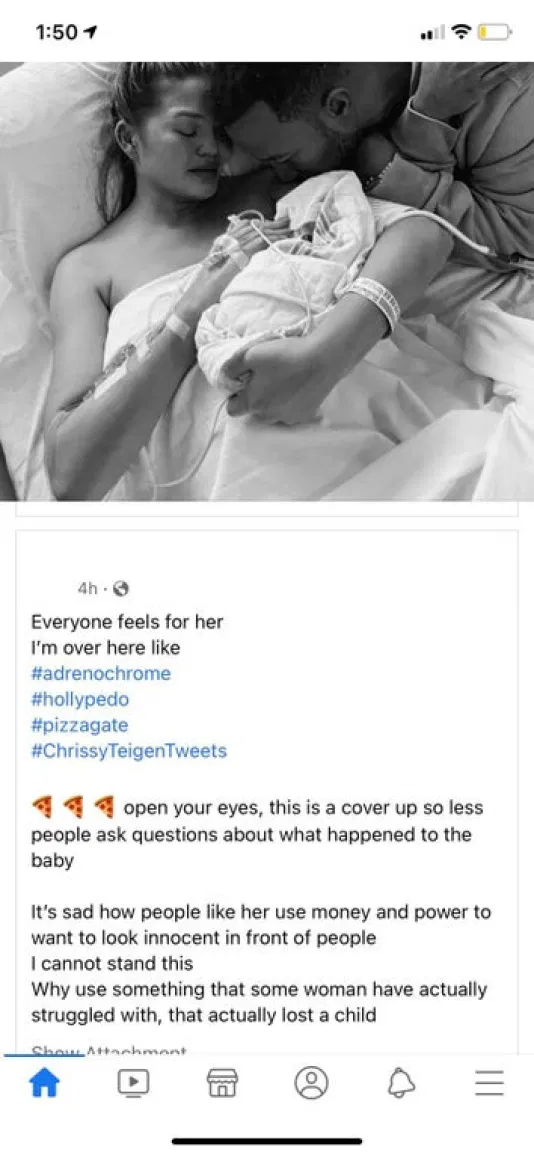 1:50
4h ·
Everyone feels for her
I'm over here like
#adrenochrome
#hollypedo
#pizzagate
#ChrissyTeigenTweets
🍕 🍕 🍕 open your eyes, this is a cover up so less
people ask questions about what happened to the
baby
It's sad how people like her use money and power to
want to look innocent in front of people
I cannot stand this
Why use something that some woman have actually
struggled with, that actually lost a child
Show Attachment